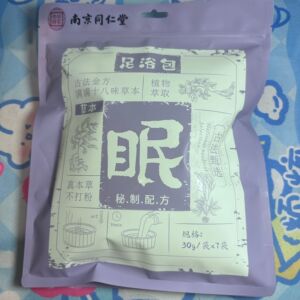 南京同仁堂
足浴包
古法金方
植物
萃取
草本
眠
秘制配方
真本草
不打粉
规格:
30g/袋x7袋